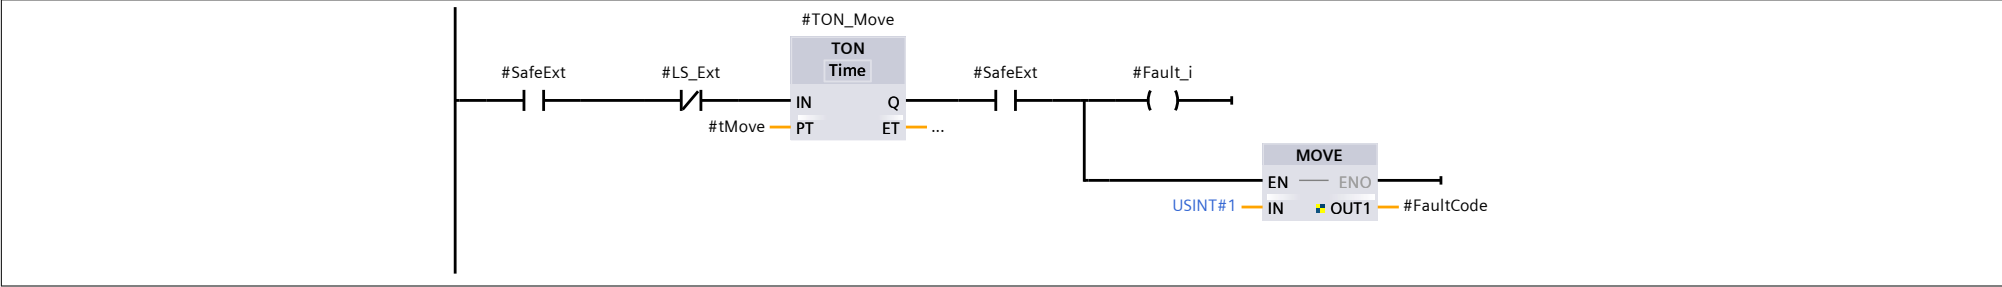 #TON_Move
TON
#SafeExt #LS_Ext Time #SafeExt #Fault_i
IN Q
#tMove PT ET ...
MOVE
EN ENO
USINT#1 IN OUT1 #FaultCode